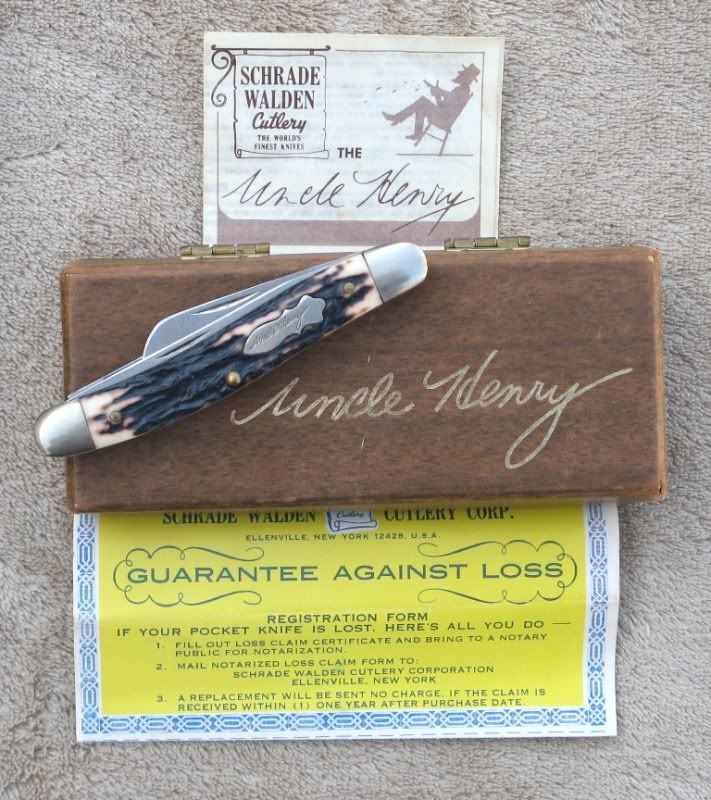 SCHRADE
WALDEN
Cutlery
THE WORLD'S
FINEST KNIVES
THE
Uncle Henry
Uncle Henry
Uncle Henry
SCHRADE WALDEN Cutlery CUTLERY CORP.
ELLENVILLE, NEW YORK 12428, U.S.A.
GUARANTEE AGAINST LOSS
REGISTRATION FORM
IF YOUR POCKET KNIFE IS LOST. HERE'S ALL YOU DO —
1. FILL OUT LOSS CLAIM CERTIFICATE AND BRING TO A NOTARY
PUBLIC FOR NOTARIZATION.
2. MAIL NOTARIZED LOSS CLAIM FORM TO:
SCHRADE WALDEN CUTLERY CORPORATION
ELLENVILLE, NEW YORK
3. A REPLACEMENT WILL BE SENT NO CHARGE. IF THE CLAIM IS
RECEIVED WITHIN (1) ONE YEAR AFTER PURCHASE DATE.